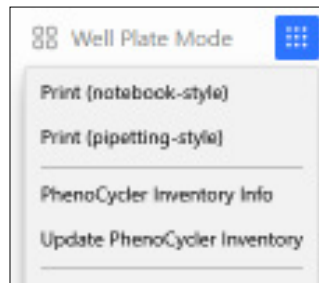 Well Plate Mode
Print (notebook-style)
Print (pipetting-style)
PhenoCycler Inventory Info
Update PhenoCycler Inventory